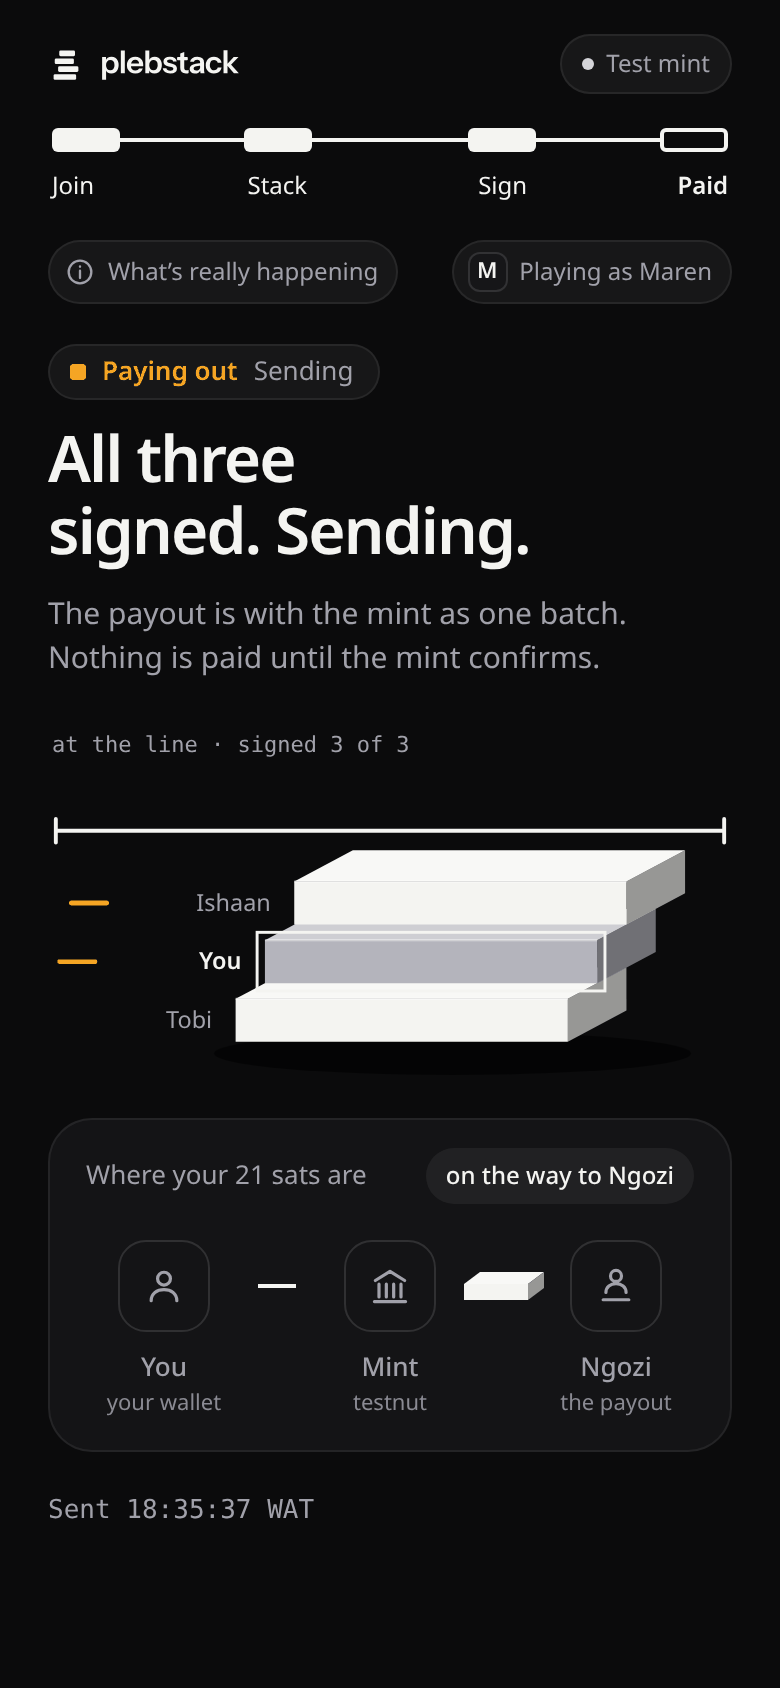 plebstack
Test mint
Join
Stack
Sign
Paid
What’s really happening
M Playing as Maren
Paying out Sending
All three
signed. Sending.
The payout is with the mint as one batch.
Nothing is paid until the mint confirms.
at the line · signed 3 of 3
Ishaan
You
Tobi
Where your 21 sats are
on the way to Ngozi
You
Mint
Ngozi
your wallet
testnut
the payout
Sent 18:35:37 WAT